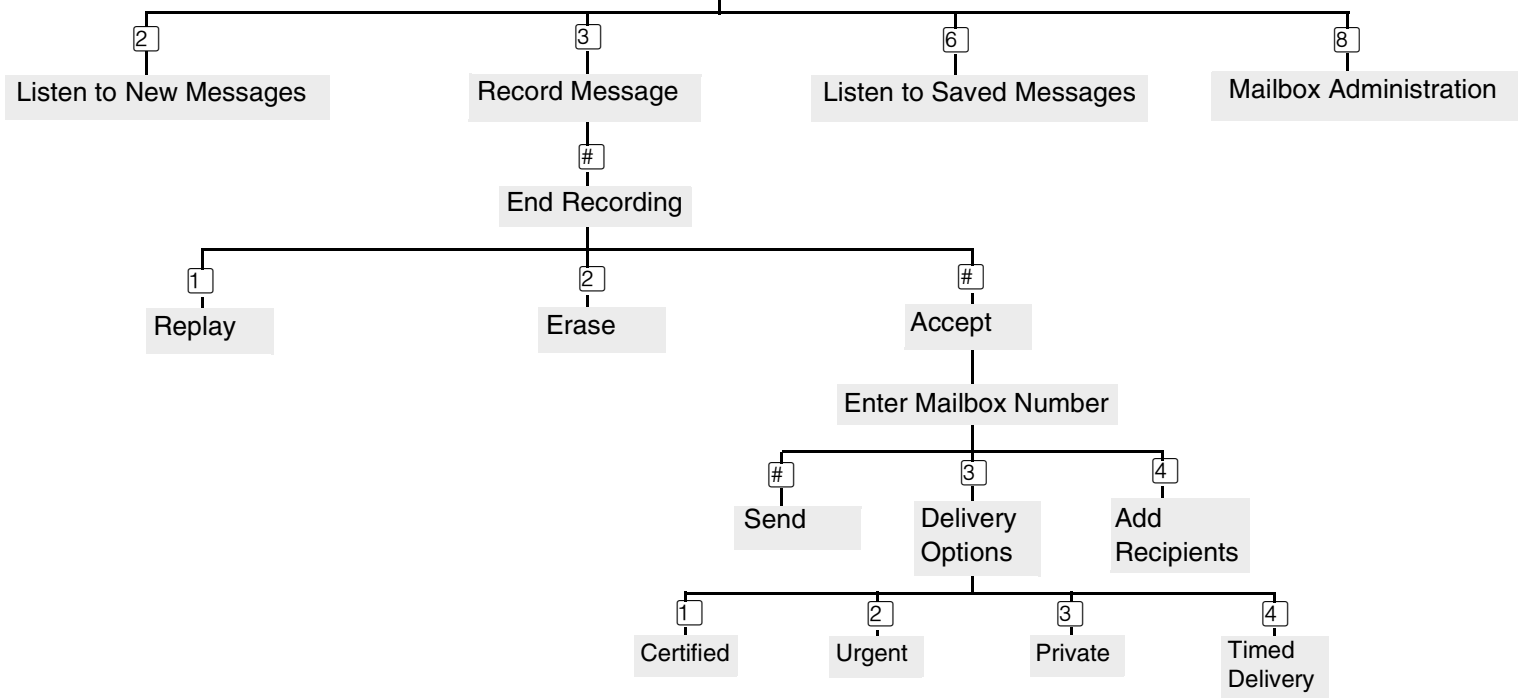 2
3
6
8
Listen to New Messages
Record Message
Listen to Saved Messages
Mailbox Administration
#
End Recording
1
2
#
Replay
Erase
Accept
Enter Mailbox Number
#
3
4
Send
Delivery
Options
Add
Recipients
1
2
3
4
Certified
Urgent
Private
Timed
Delivery